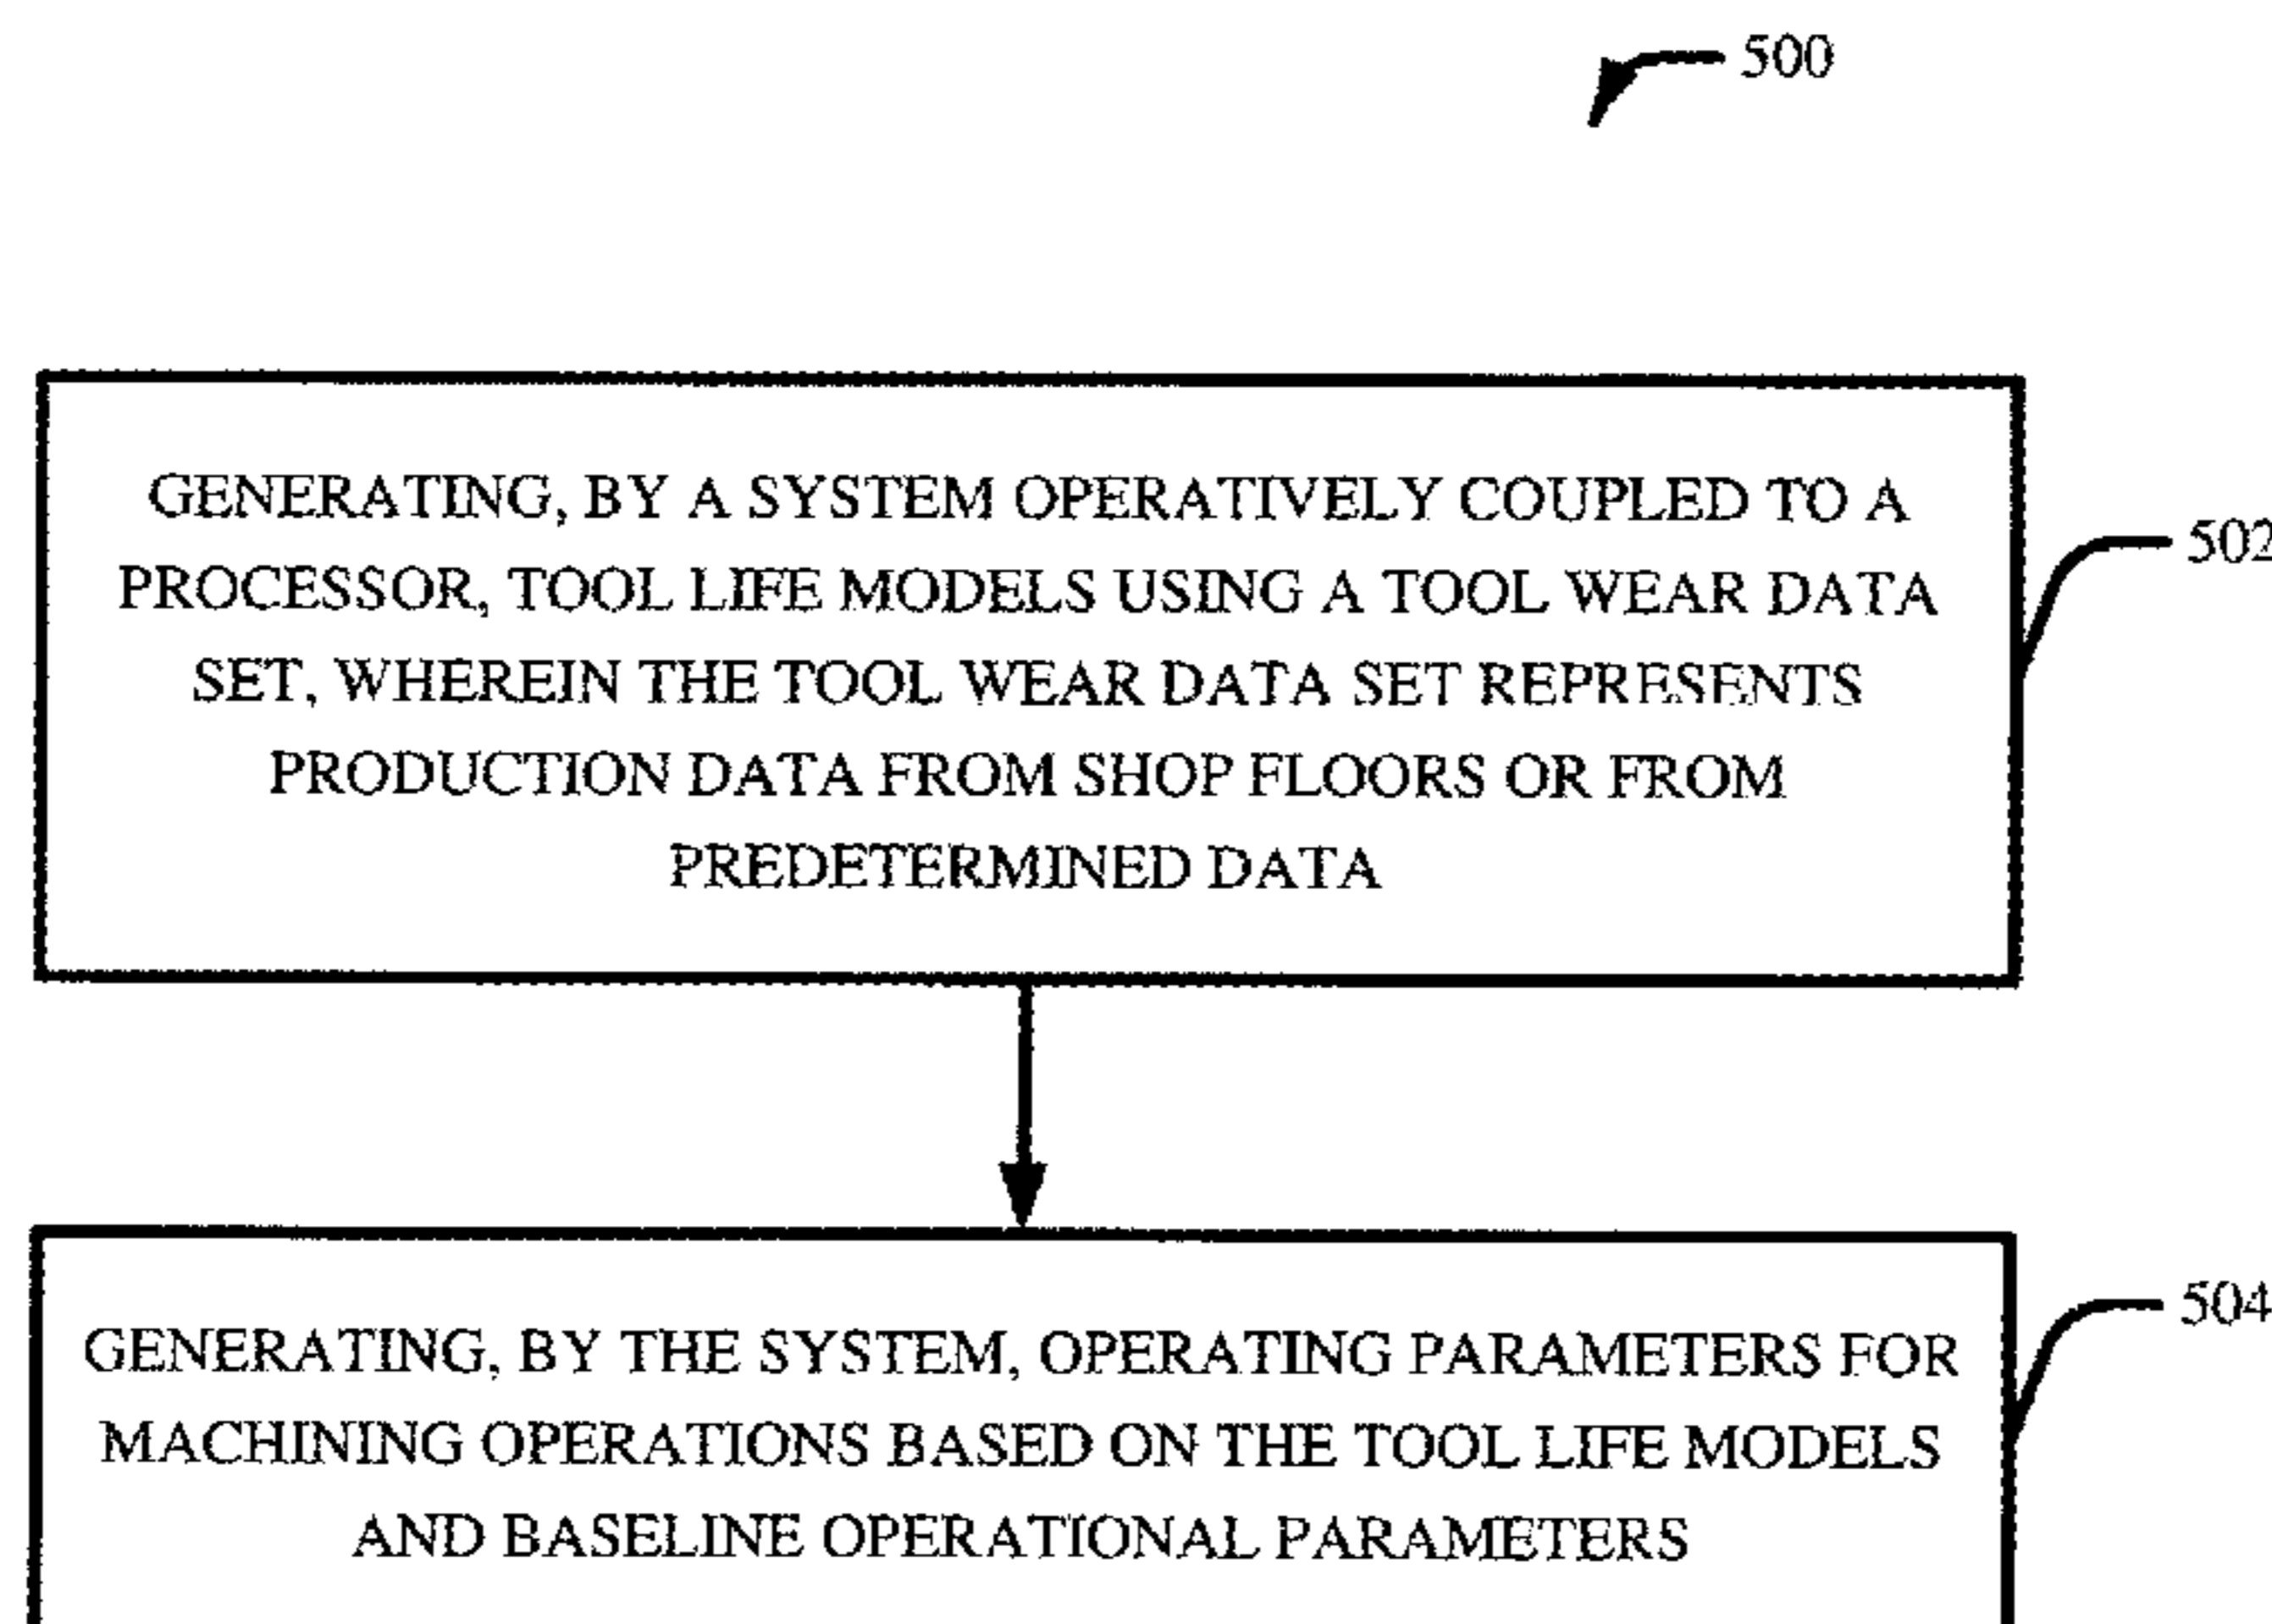 500
GENERATING, BY A SYSTEM OPERATIVELY COUPLED TO A
PROCESSOR, TOOL LIFE MODELS USING A TOOL WEAR DATA
SET, WHEREIN THE TOOL WEAR DATA SET REPRESENTS
PRODUCTION DATA FROM SHOP FLOORS OR FROM
PREDETERMINED DATA
502
GENERATING, BY THE SYSTEM, OPERATING PARAMETERS FOR
MACHINING OPERATIONS BASED ON THE TOOL LIFE MODELS
AND BASELINE OPERATIONAL PARAMETERS
504